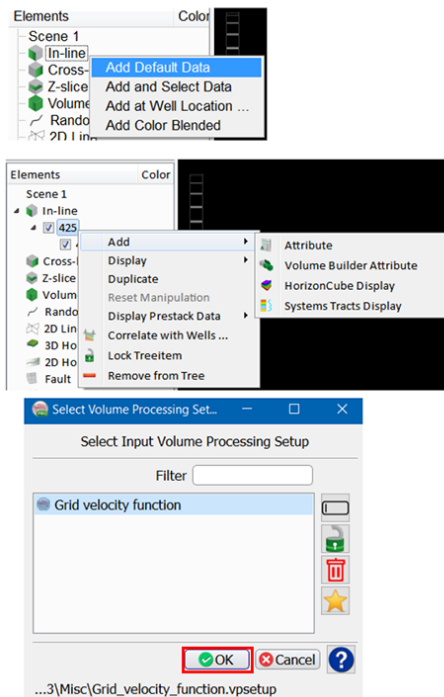 Elements Color
Scene 1
In-line
Cross-
Z-slice
Volume
Rando
2D Line
Add Default Data
Add and Select Data
Add at Well Location ...
Add Color Blended
Elements Color
Scene 1
In-line
425
Cross-l
Z-slice
Volum
Rando
2D Lin
3D Ho
2D Ho
Fault
Add
Display
Duplicate
Reset Manipulation
Display Prestack Data
Correlate with Wells ...
Lock Treeitem
Remove from Tree
Attribute
Volume Builder Attribute
HorizonCube Display
Systems Tracts Display
Select Volume Processing Set...
Select Input Volume Processing Setup
Filter
Grid velocity function
OK Cancel ?
...3\Misc\Grid_velocity_function.vpsetup